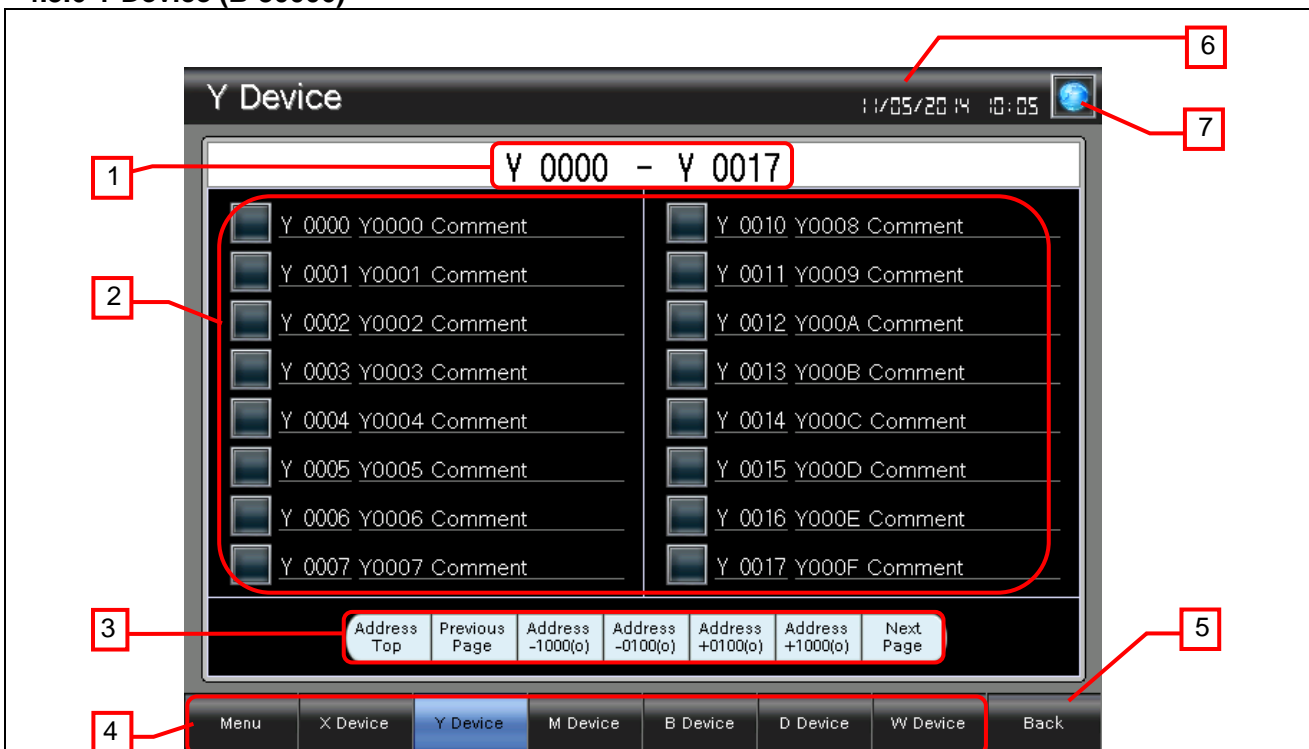 6
Y Device
11/05/2014 10:05
7
1
Y 0000 - Y 0017
2
Y 0000 Y0000 Comment
Y 0010 Y0008 Comment
Y 0001 Y0001 Comment
Y 0011 Y0009 Comment
Y 0002 Y0002 Comment
Y 0012 Y000A Comment
Y 0003 Y0003 Comment
Y 0013 Y000B Comment
Y 0004 Y0004 Comment
Y 0014 Y000C Comment
Y 0005 Y0005 Comment
Y 0015 Y000D Comment
Y 0006 Y0006 Comment
Y 0016 Y000E Comment
Y 0007 Y0007 Comment
Y 0017 Y000F Comment
3
Address
Top
Previous
Page
Address
-1000(o)
Address
-0100(o)
Address
+0100(o)
Address
+1000(o)
Next
Page
5
4
Menu
X Device
Y Device
M Device
B Device
D Device
W Device
Back